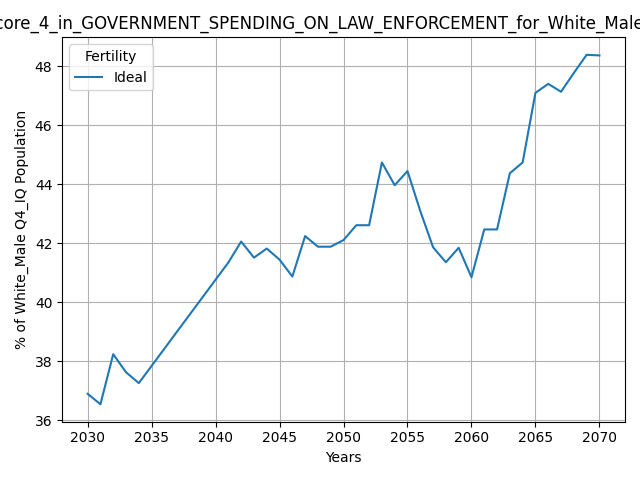 core_4_in_GOVERNMENT_SPENDING_ON_LAW_ENFORCEMENT_for_White_Male
Fertility
Ideal
% of White_Male Q4_IQ Population
48
46
44
42
40
38
36
2030 2035 2040 2045 2050 2055 2060 2065 2070
Years